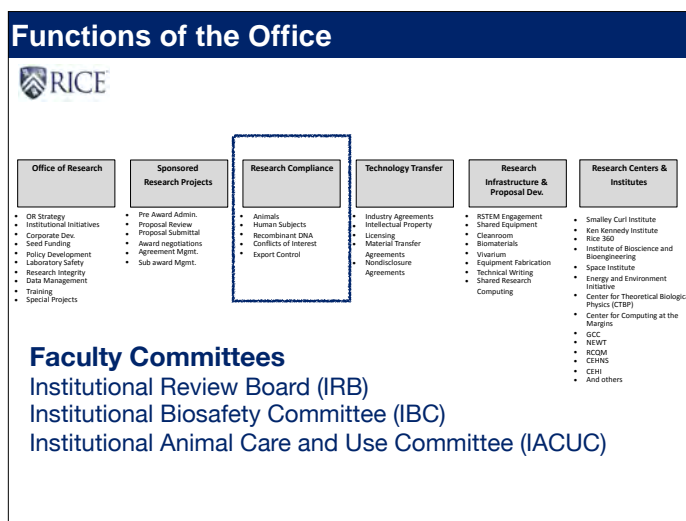 Functions of the Office
RICE
Office of Research
OR Strategy
Institutional Initiatives
Corporate Dev.
Seed Funding
Policy Development
Laboratory Safety
Research Integrity
Data Management
Training
Special Projects
Sponsored
Research Projects
Pre Award Admin.
Proposal Review
Proposal Submittal
Award negotiations
Agreement Mgmt.
Sub award Mgmt.
Research Compliance
Animals
Human Subjects
Recombinant DNA
Conflicts of Interest
Export Control
Technology Transfer
Industry Agreements
Intellectual Property
Licensing
Material Transfer
Agreements
Nondisclosure
Agreements
Research
Infrastructure &
Proposal Dev.
RSTEM Engagement
Shared Equipment
Cleanroom
Biomaterials
Vivarium
Equipment Fabrication
Technical Writing
Shared Research
Computing
Research Centers &
Institutes
Smalley Curl Institute
Ken Kennedy Institute
Rice 360
Institute of Bioscience and
Bioengineering
Space Institute
Energy and Environment
Initiative
Center for Theoretical Biologica
Physics (CTBP)
Center for Computing at the
Margins
GCC
NEWT
RCQM
CEHNS
CEHI
And others
Faculty Committees
Institutional Review Board (IRB)
Institutional Biosafety Committee (IBC)
Institutional Animal Care and Use Committee (IACUC)